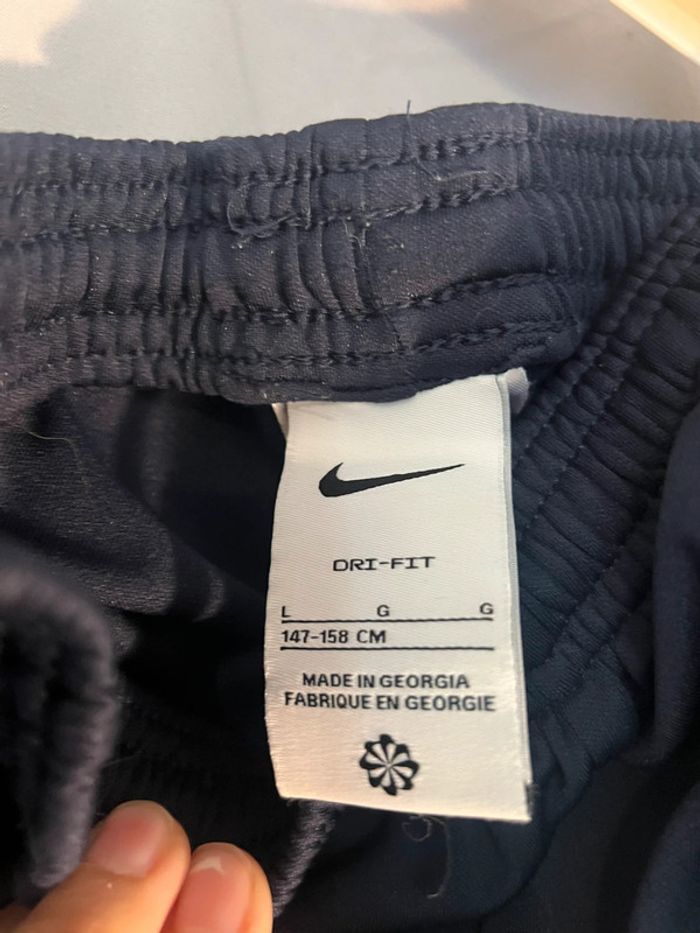 DRI-FIT
L G G
147-158 CM
MADE IN GEORGIA
FABRIQUE EN GEORGIE